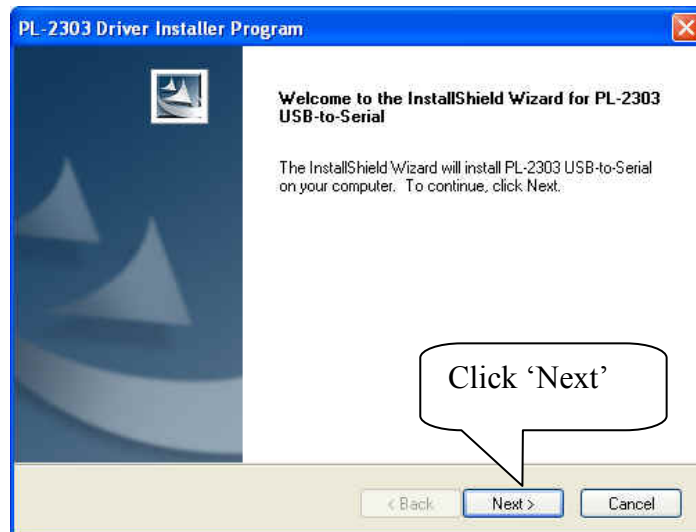 PL-2303 Driver Installer Program
Welcome to the InstallShield Wizard for PL-2303
USB-to-Serial
The InstallShield Wizard will install PL-2303 USB-to-Serial
on your computer. To continue, click Next.
Click ‘Next’
< Back
Next >
Cancel